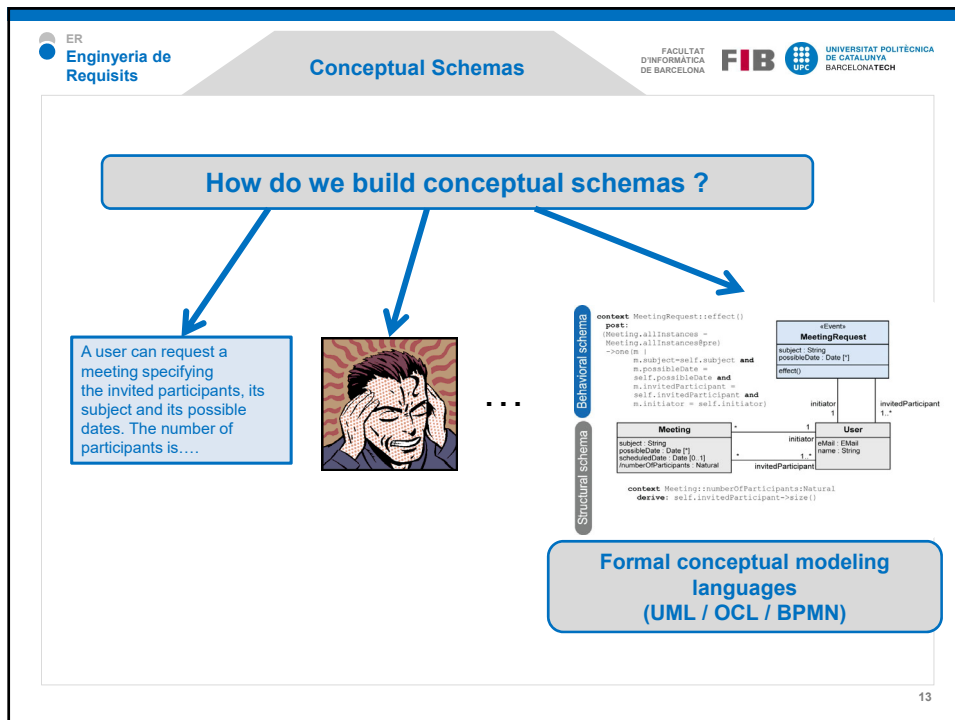 ER
Enginyeria de
Requisits
Conceptual Schemas
FACULTAT
D'INFORMÀTICA
DE BARCELONA
FIB
UPC
UNIVERSITAT POLITÈCNICA
DE CATALUNYA
BARCELONATECH
How do we build conceptual schemas ?
A user can request a
meeting specifying
the invited participants, its
subject and its possible
dates. The number of
participants is….
...
Behavioral schema
context MeetingRequest::effect()
post:
(Meeting.allInstances -
Meeting.allInstances@pre)
->one(m |
m.subject=self.subject and
m.possibleDate =
self.possibleDate and
m.invitedParticipant =
self.invitedParticipant and
m.initiator = self.initiator)
«Event»
MeetingRequest
subject : String
possibleDate : Date [*]
effect()
initiator
1
invitedParticipant
1..*
Structural schema
Meeting
subject : String
possibleDate : Date [*]
scheduledDate : Date [0..1]
/numberOfParticipants : Natural
* 1
initiator
* 1..*
invitedParticipant
User
eMail : EMail
name : String
context Meeting::numberOfParticipants:Natural
derive: self.invitedParticipant->size()
Formal conceptual modeling
languages
(UML / OCL / BPMN)
13